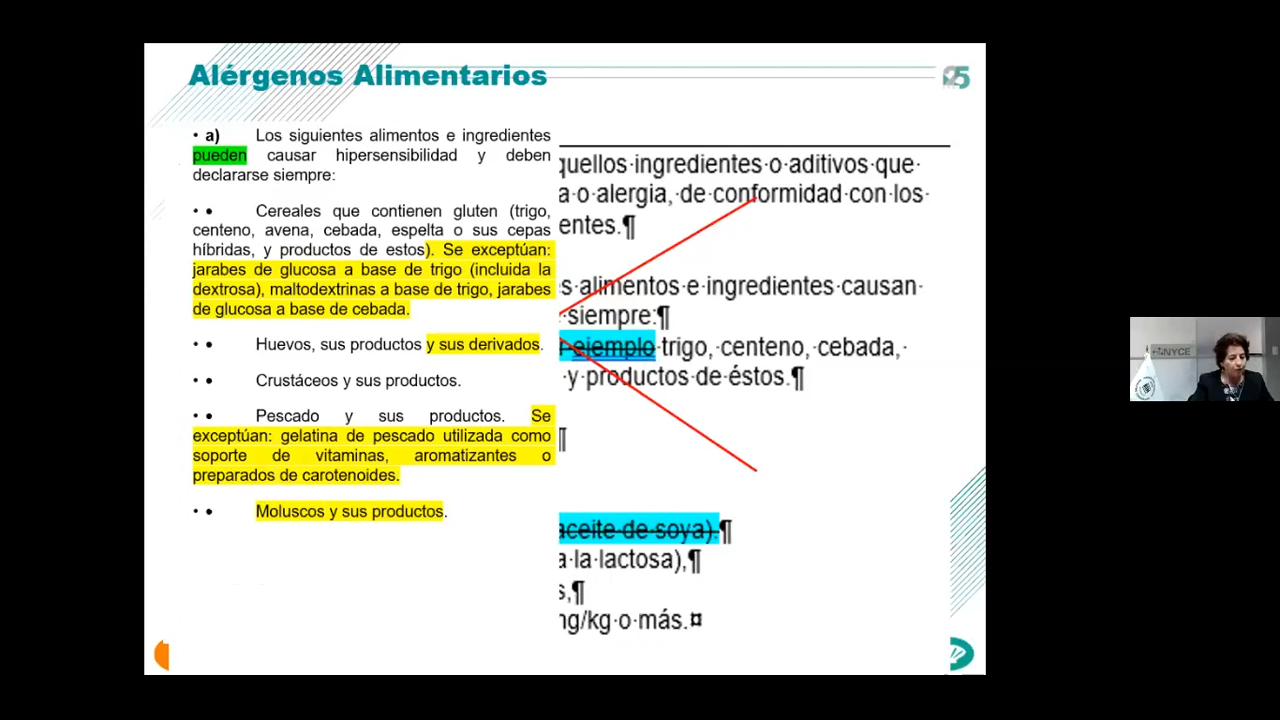 Alérgenos Alimentarios
• a) Los siguientes alimentos e ingredientes
pueden causar hipersensibilidad y deben
declararse siempre:
• • Cereales que contienen gluten (trigo,
centeno, avena, cebada, espelta o sus cepas
híbridas, y productos de estos). Se exceptúan:
jarabes de glucosa a base de trigo (incluida la
dextrosa), maltodextrinas a base de trigo, jarabes
de glucosa a base de cebada.
• • Huevos, sus productos y sus derivados.
• • Crustáceos y sus productos.
• • Pescado y sus productos. Se
exceptúan: gelatina de pescado utilizada como
soporte de vitaminas, aromatizantes o
preparados de carotenoides.
• • Moluscos y sus productos.
quellos·ingredientes·o·aditivos·que·
a·o·alergia,·de·conformidad·con·los·
entes.¶
s·alimentos·e·ingredientes·causan·
siempre:¶
ejemplo·trigo,·centeno,·cebada,·
·y·productos·de·éstos.¶
¶
aceite·de·soya).¶
a·la·lactosa),¶
s,¶
mg/kg·o·más.¤
25
NYCE